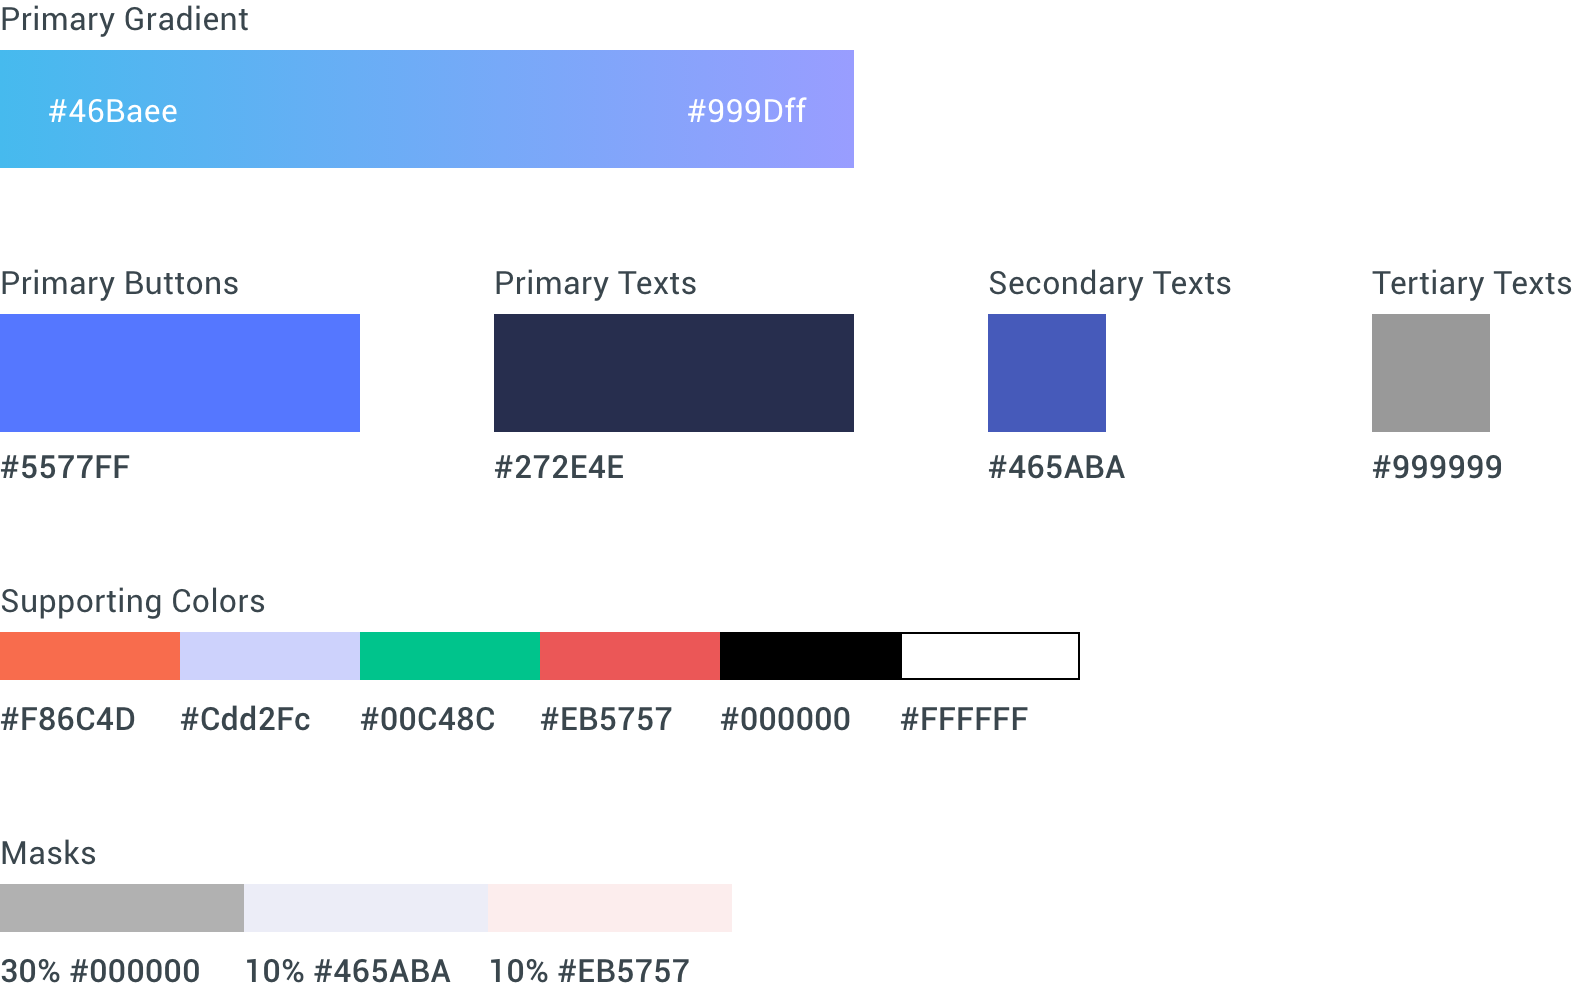 Primary Gradient
#46Baee #999Dff
Primary Buttons Primary Texts Secondary Texts Tertiary Texts
#5577FF #272E4E #465ABA #999999
Supporting Colors
#F86C4D #Cdd2Fc #00C48C #EB5757 #000000 #FFFFFF
Masks
30% #000000 10% #465ABA 10% #EB5757